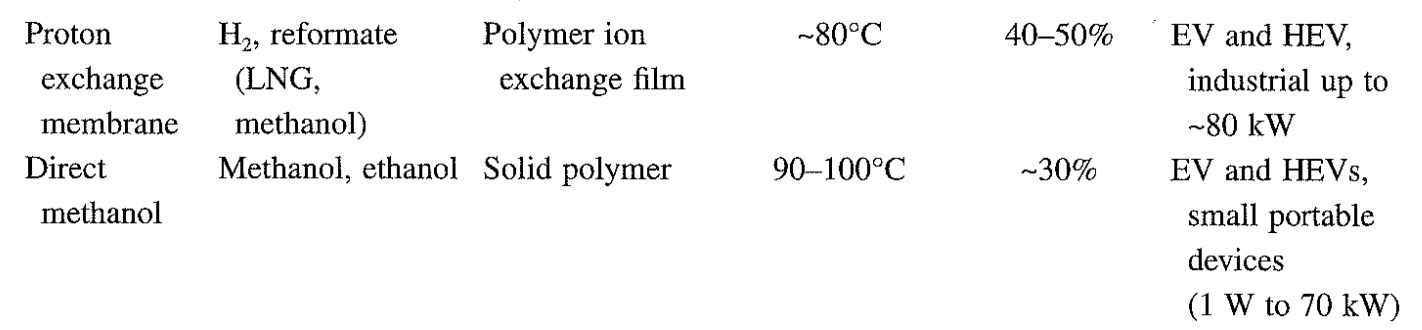 Proton H₂, reformate Polymer ion ~80°C 40–50% EV and HEV,
exchange (LNG, exchange film industrial up to
membrane methanol) ~80 kW
Direct Methanol, ethanol Solid polymer 90–100°C ~30% EV and HEVs,
methanol small portable
devices
(1 W to 70 kW)